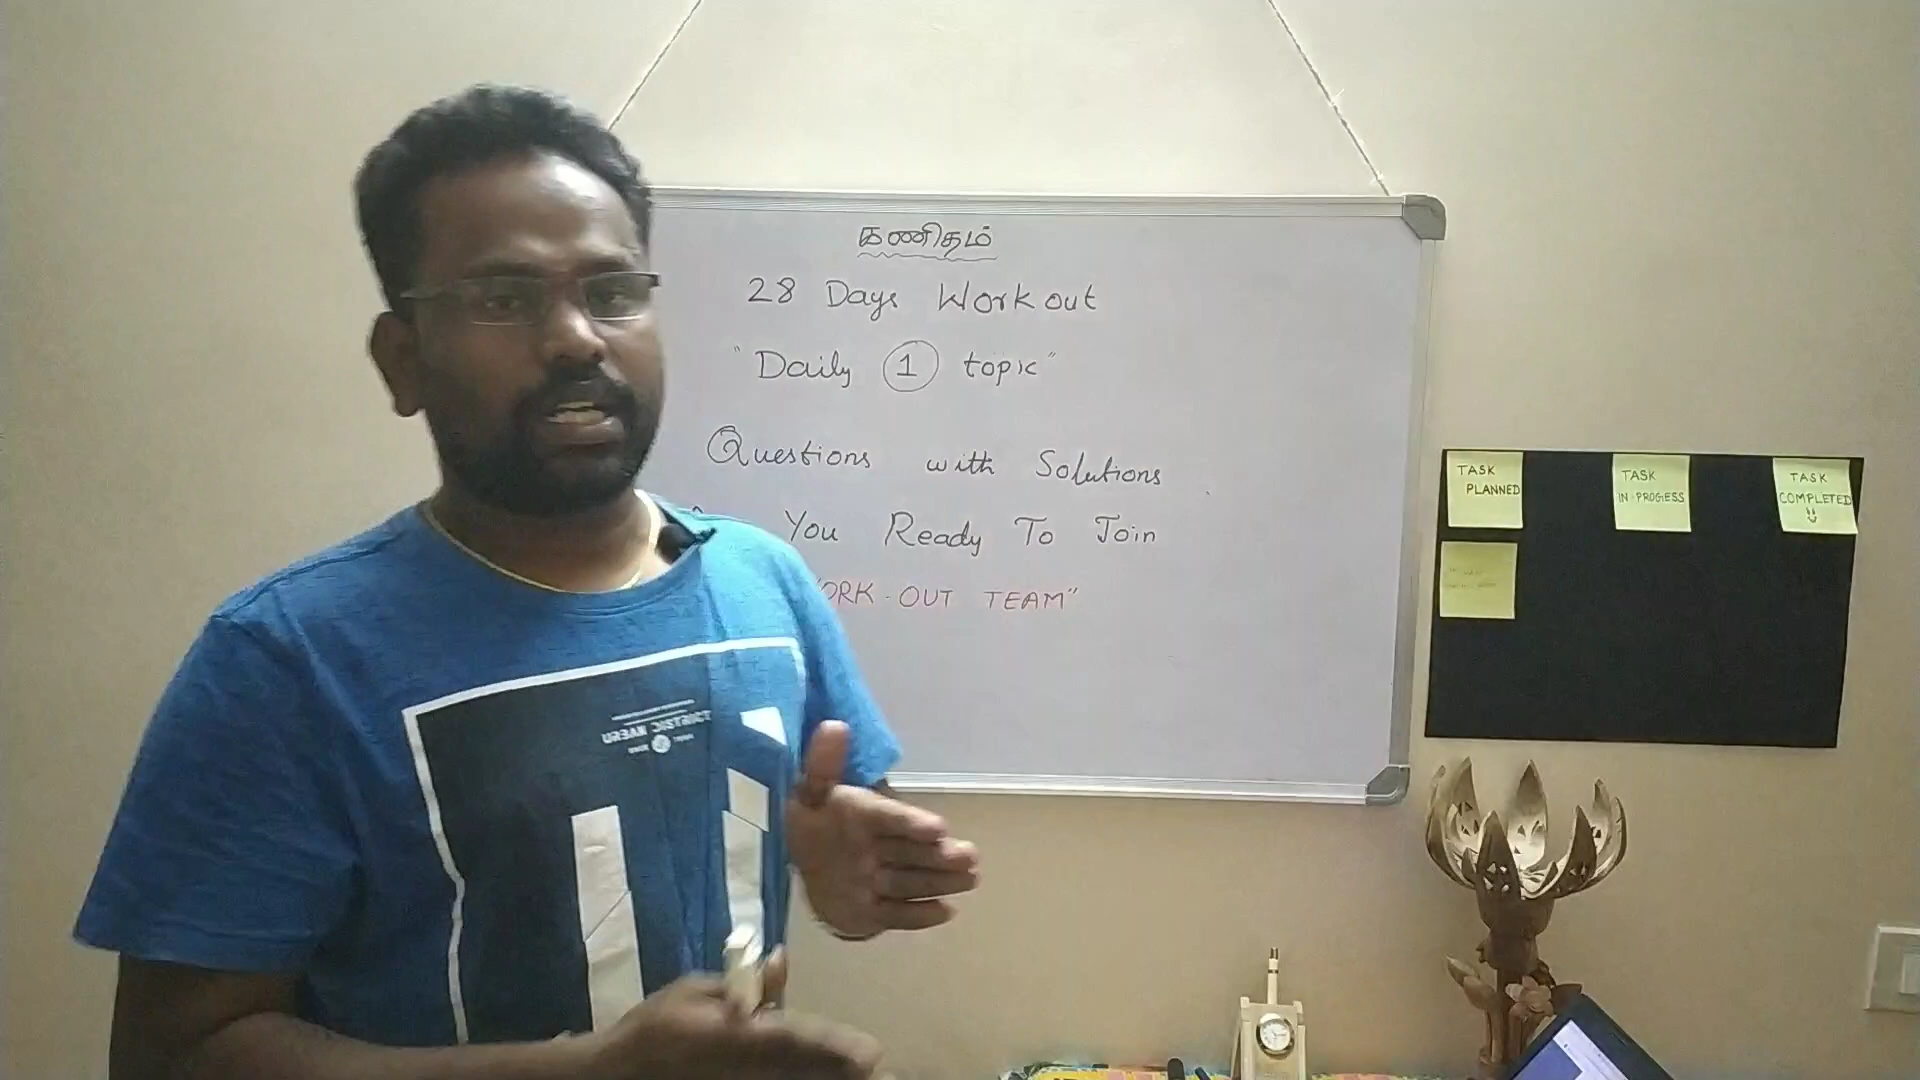 கணிதம்
28 Days Workout
"Daily 1 topic"
Questions with Solutions
You Ready To Join
ORK-OUT TEAM"
TASK
PLANNED
TASK
IN-PROGRESS
TASK
COMPLETED
URBAN DISTRICT